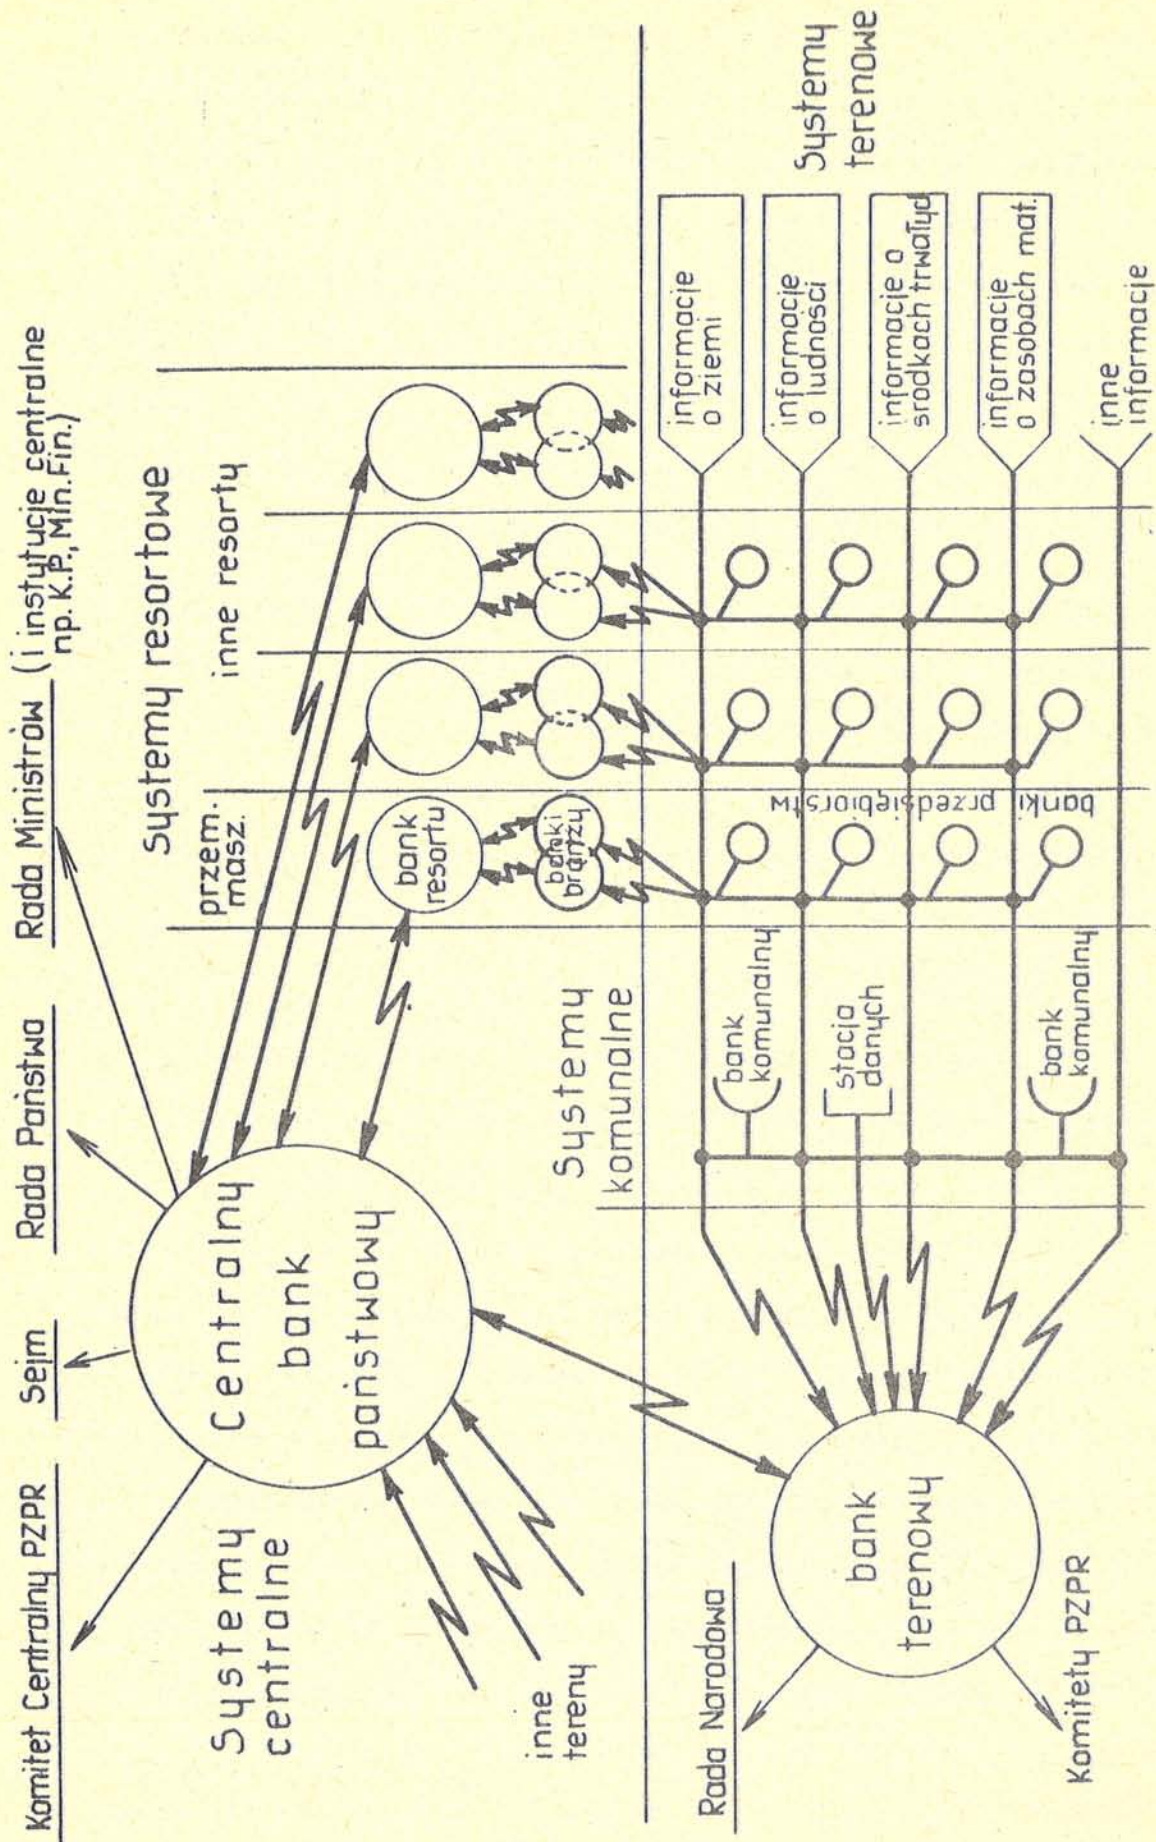 Komitet Centralny PZPR
Sejm
Rada Państwa
Rada Ministrów (i instytucje centralne
np. K.P., Min. Fin.)
Systemy
centralne
Centralny
bank
państwowy
inne
tereny
Systemy resortowe
przem.
masz.
inne resorty
bank
resortu
banki
branży
Systemy
komunalne
Systemy
terenowe
Rada Narodowa
bank
terenowy
Komitety PZPR
bank
komunalny
stacja
danych
bank
komunalny
banki przedsiębiorstw
informacje
o ziemi
informacje
o ludności
informacje o
srodkach trwałych
informacje
o zasobach mat.
inne
informacje